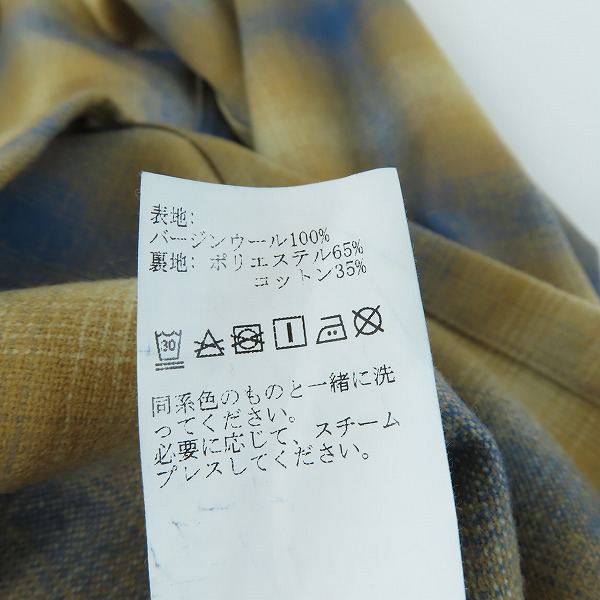 表地:
バージンウール100%
裏地: ポリエステル65%
コットン35%
30
同系色のものと一緒に洗
ってください。
必要に応じて、スチーム
プレスしてください。